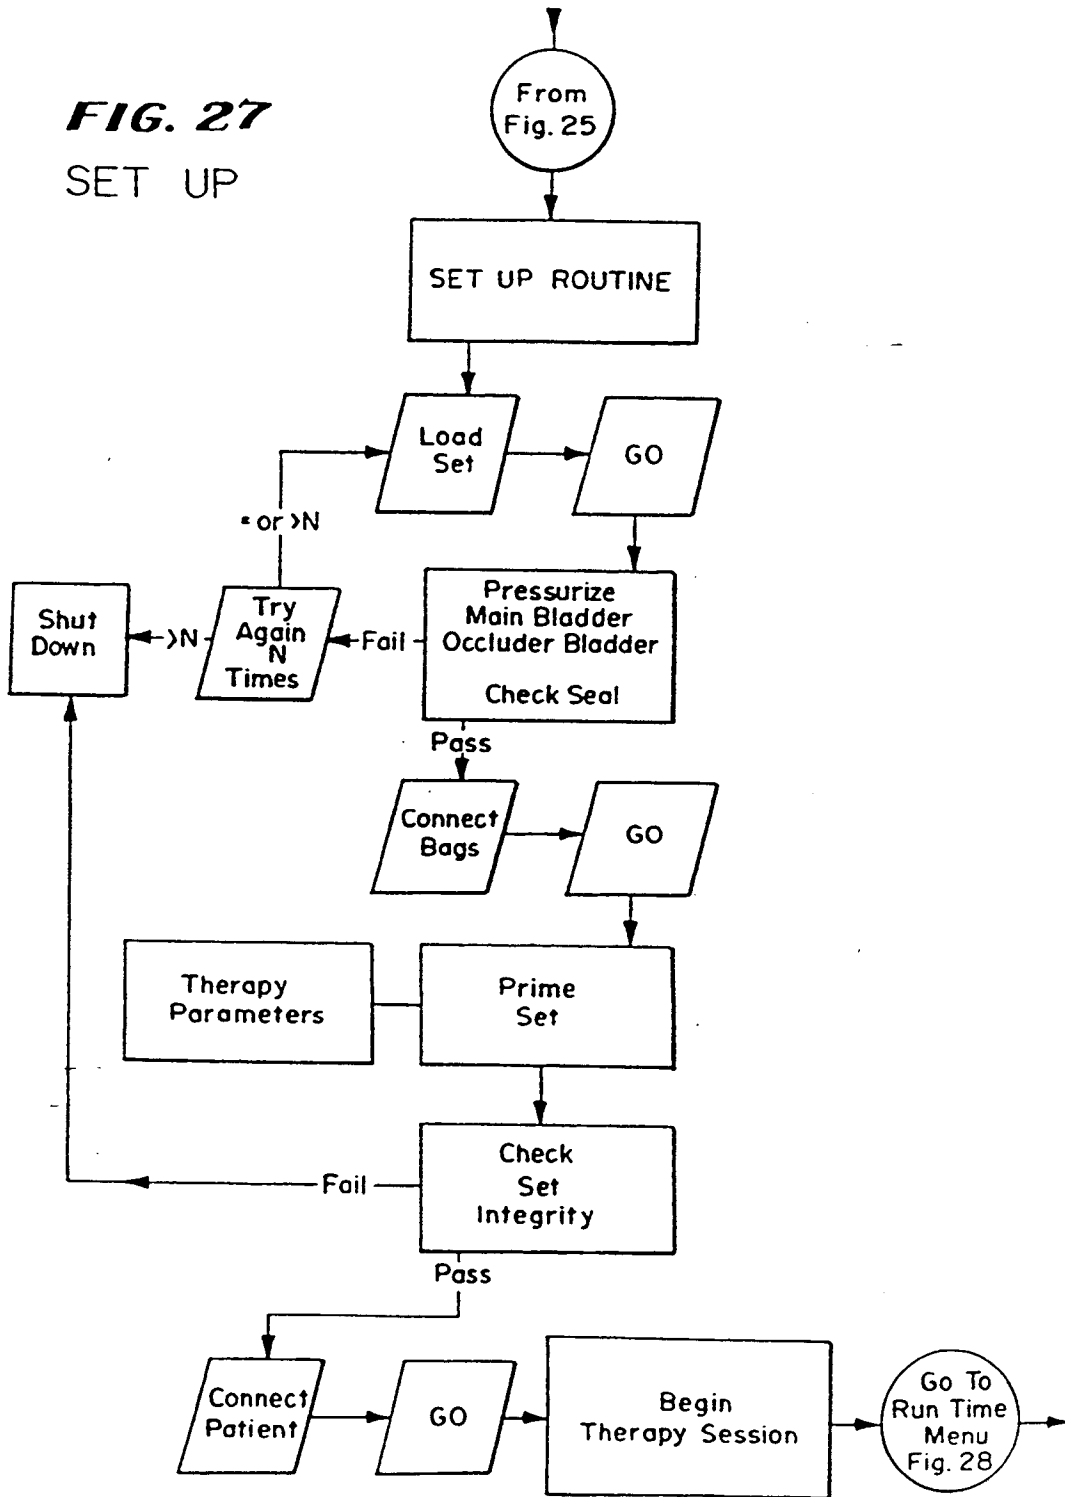 FIG. 27
SET UP
From
Fig. 25
SET UP ROUTINE
Load
Set
GO
= or >N
Pressurize
Main Bladder
Occluder Bladder
Check Seal
Fail
Try
Again
N
Times
>N
Shut
Down
Pass
Connect
Bags
GO
Therapy
Parameters
Prime
Set
Check
Set
Integrity
Fail
Pass
Connect
Patient
GO
Begin
Therapy Session
Go To
Run Time
Menu
Fig. 28